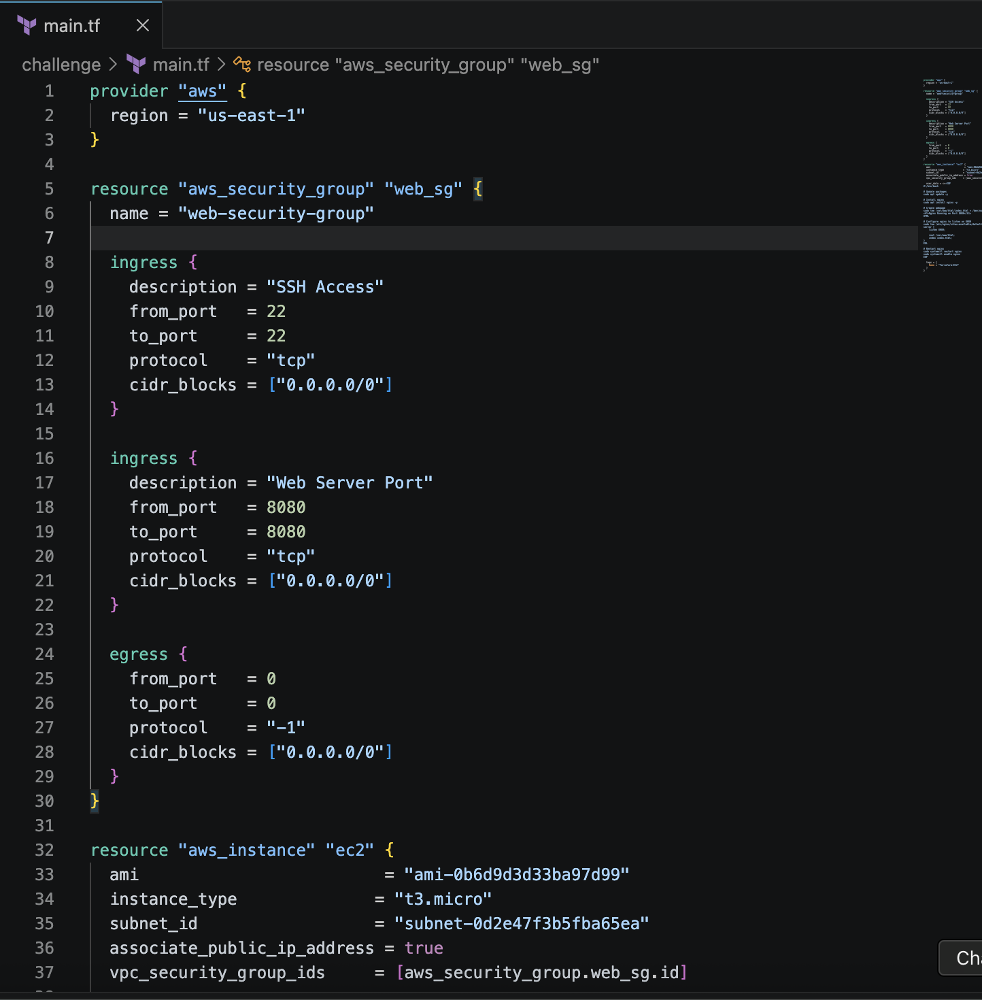 main.tf
challenge > main.tf > resource "aws_security_group" "web_sg"
1 provider "aws" {
2   region = "us-east-1"
3 }
4
5 resource "aws_security_group" "web_sg" {
6   name = "web-security-group"
7
8   ingress {
9     description = "SSH Access"
10     from_port   = 22
11     to_port     = 22
12     protocol    = "tcp"
13     cidr_blocks = ["0.0.0.0/0"]
14   }
15
16   ingress {
17     description = "Web Server Port"
18     from_port   = 8080
19     to_port     = 8080
20     protocol    = "tcp"
21     cidr_blocks = ["0.0.0.0/0"]
22   }
23
24   egress {
25     from_port   = 0
26     to_port     = 0
27     protocol    = "-1"
28     cidr_blocks = ["0.0.0.0/0"]
29   }
30 }
31
32 resource "aws_instance" "ec2" {
33   ami                         = "ami-0b6d9d3d33ba97d99"
34   instance_type              = "t3.micro"
35   subnet_id                  = "subnet-0d2e47f3b5fba65ea"
36   associate_public_ip_address = true
37   vpc_security_group_ids     = [aws_security_group.web_sg.id]